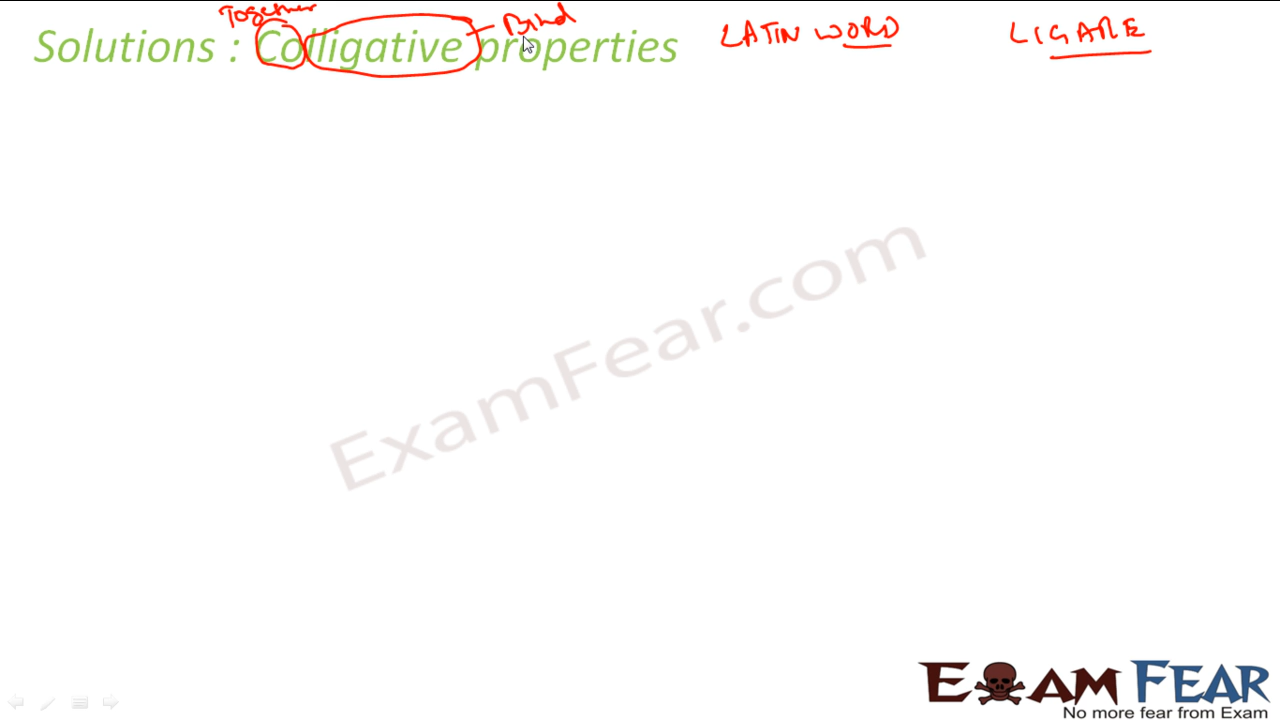 Together
Bind
Solutions : Colligative properties
LATIN WORD
LIGARE
ExamFear.com
EXAM FEAR
No more fear from Exam